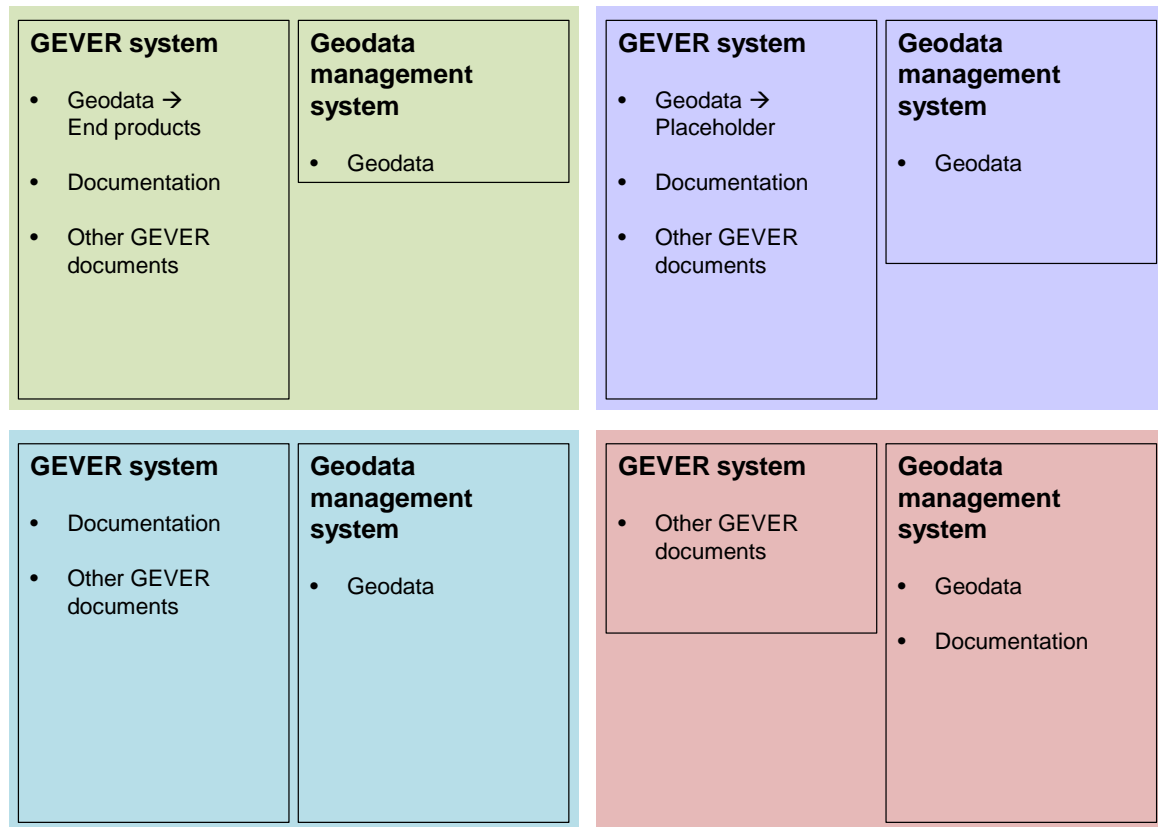 GEVER system
• Geodata →
End products
• Documentation
• Other GEVER
documents
Geodata
management
system
• Geodata
GEVER system
• Geodata →
Placeholder
• Documentation
• Other GEVER
documents
Geodata
management
system
• Geodata
GEVER system
• Documentation
• Other GEVER
documents
Geodata
management
system
• Geodata
GEVER system
• Other GEVER
documents
Geodata
management
system
• Geodata
• Documentation